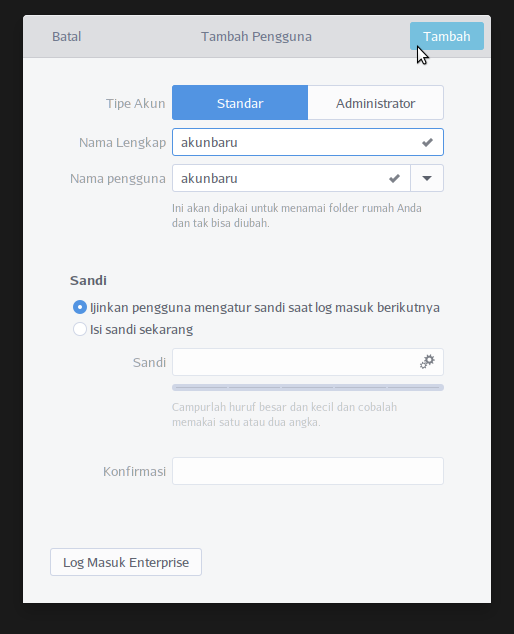 Batal
Tambah Pengguna
Tambah
Tipe Akun
Standar
Administrator
Nama Lengkap
akunbaru
Nama pengguna
akunbaru
Ini akan dipakai untuk menamai folder rumah Anda
dan tak bisa diubah.
Sandi
Ijinkan pengguna mengatur sandi saat log masuk berikutnya
Isi sandi sekarang
Sandi
Campurlah huruf besar dan kecil dan cobalah
memakai satu atau dua angka.
Konfirmasi
Log Masuk Enterprise